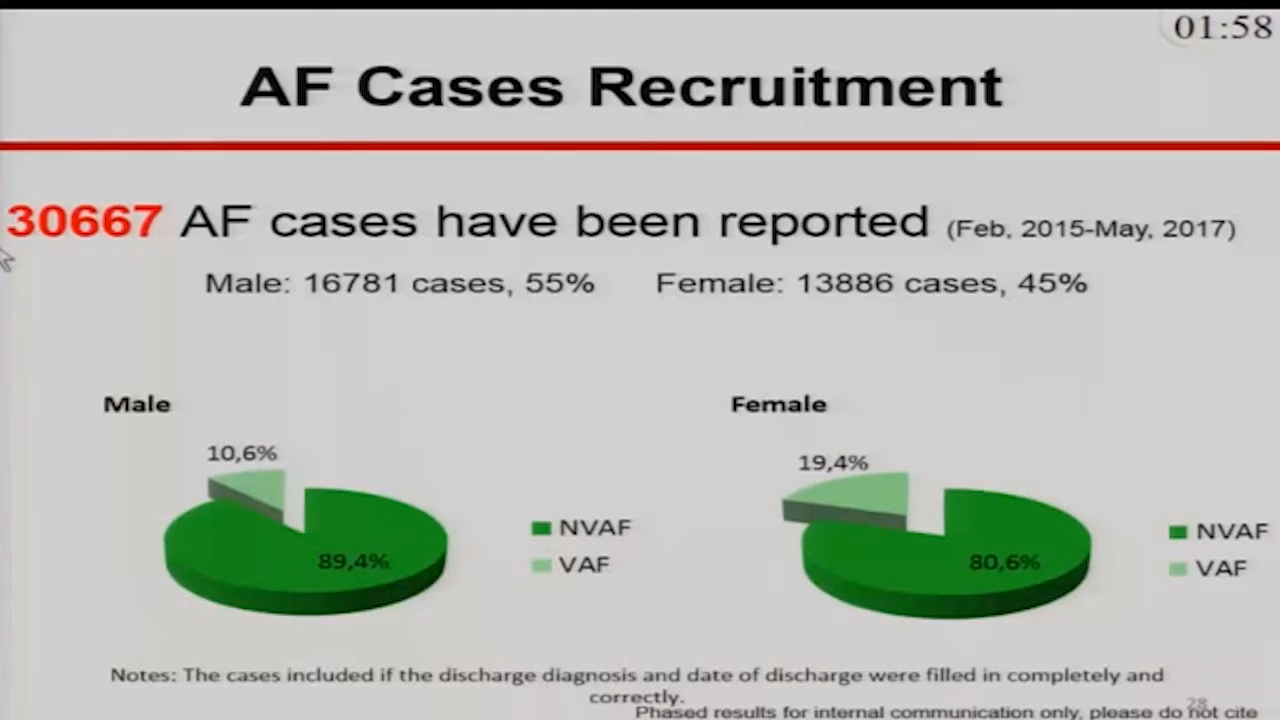 01:58
AF Cases Recruitment
30667 AF cases have been reported (Feb, 2015-May, 2017)
Male: 16781 cases, 55% Female: 13886 cases, 45%
Male
10,6%
89,4%
NVAF
VAF
Female
19,4%
80,6%
NVAF
VAF
Notes: The cases included if the discharge diagnosis and date of discharge were filled in completely and
correctly.
28
Phased results for internal communication only, please do not cite